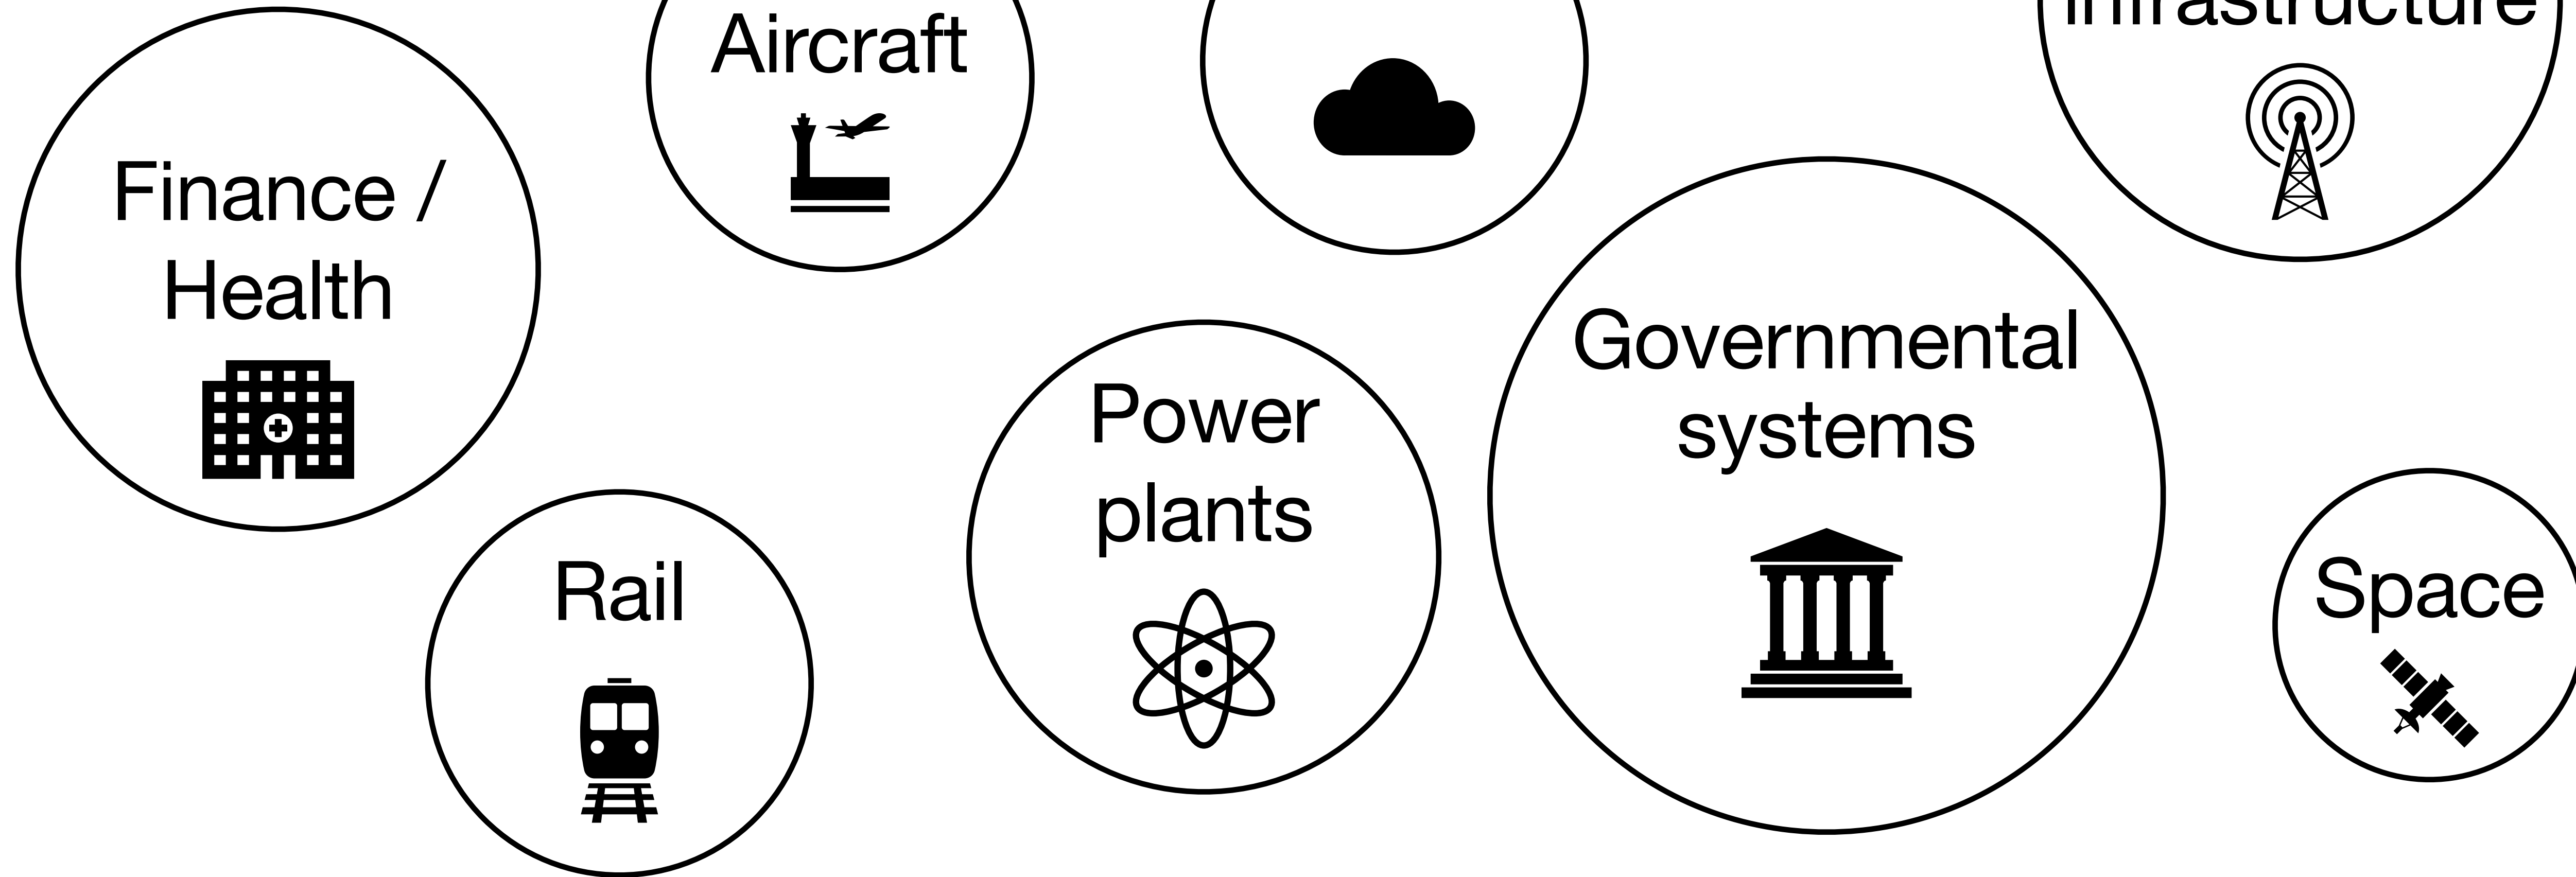 Aircraft
infrastructure
Finance /
Health
Governmental
systems
Power
plants
Rail
Space